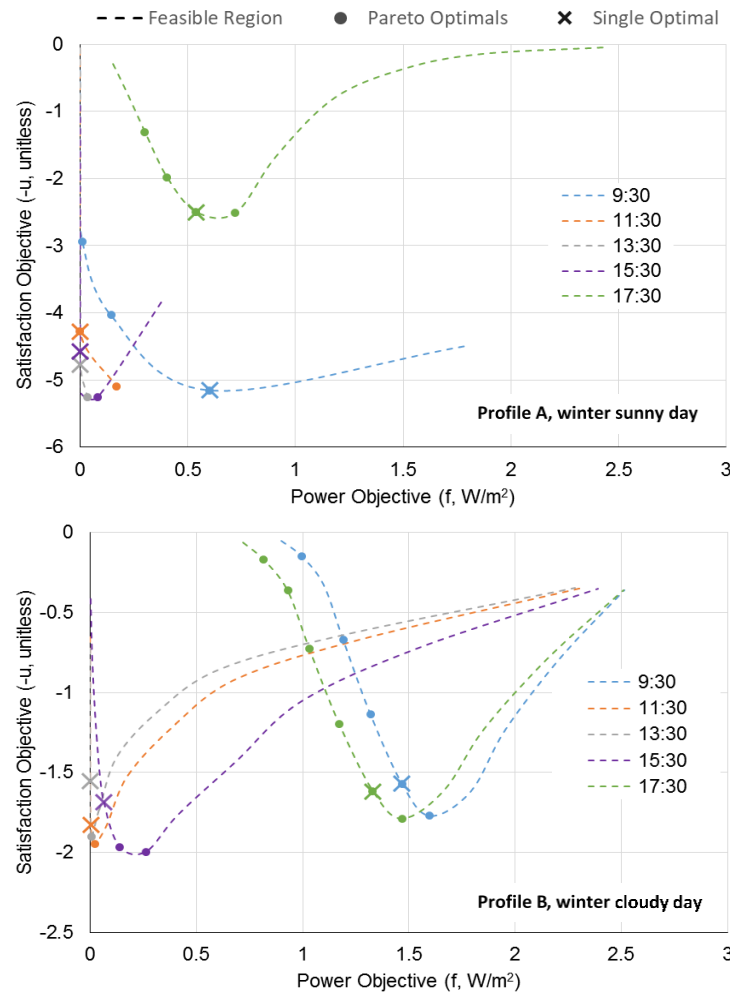 Feasible Region Pareto Optimals Single Optimal
0
-1
-2
-3
-4
-5
-6
Satisfaction Objective (-u, unitless)
9:30
11:30
13:30
15:30
17:30
Profile A, winter sunny day
0 0.5 1 1.5 2 2.5 3
Power Objective (f, W/m²)
0
-0.5
-1
-1.5
-2
-2.5
Satisfaction Objective (-u, unitless)
9:30
11:30
13:30
15:30
17:30
Profile B, winter cloudy day
0 0.5 1 1.5 2 2.5 3
Power Objective (f, W/m²)